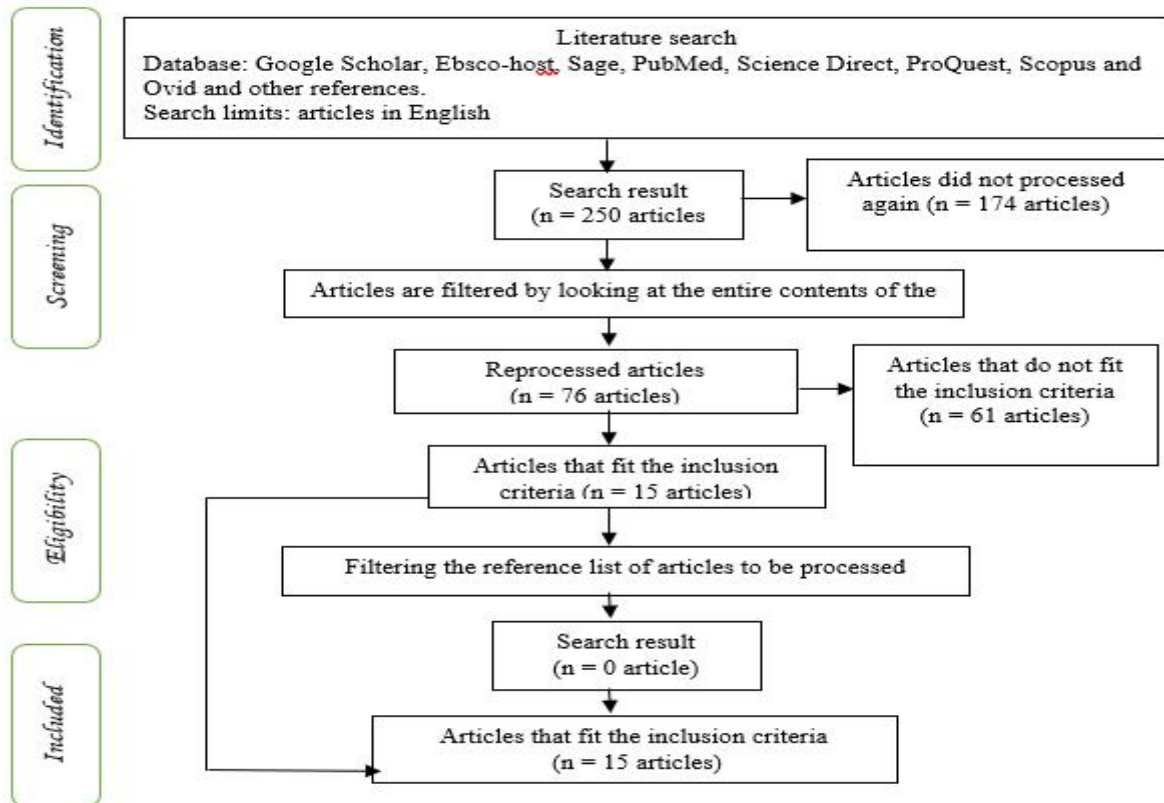 Identification
Literature search
Database: Google Scholar, Ebsco-host, Sage, PubMed, Science Direct, ProQuest, Scopus and
Ovid and other references.
Search limits: articles in English
Screening
Search result
(n = 250 articles
Articles did not processed
again (n = 174 articles)
Articles are filtered by looking at the entire contents of the
Reprocessed articles
(n = 76 articles)
Articles that do not fit
the inclusion criteria
(n = 61 articles)
Eligibility
Articles that fit the inclusion
criteria (n = 15 articles)
Filtering the reference list of articles to be processed
Search result
(n = 0 article)
Included
Articles that fit the inclusion criteria
(n = 15 articles)